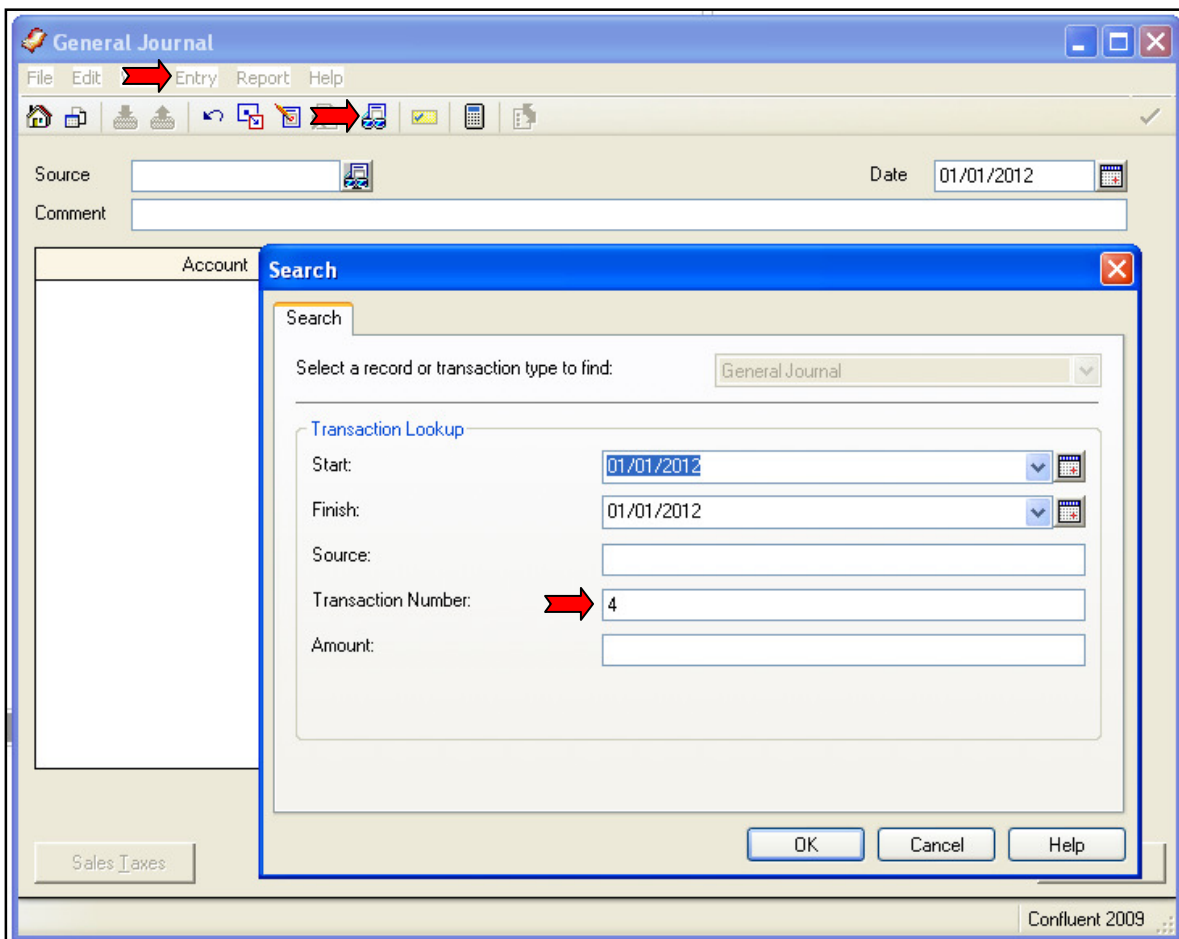 General Journal
File Edit Entry Report Help
Source
Date 01/01/2012
Comment
Account
Search
Search
Select a record or transaction type to find: General Journal
Transaction Lookup
Start: 01/01/2012
Finish: 01/01/2012
Source:
Transaction Number: 4
Amount:
OK Cancel Help
Sales Taxes
Confluent 2009